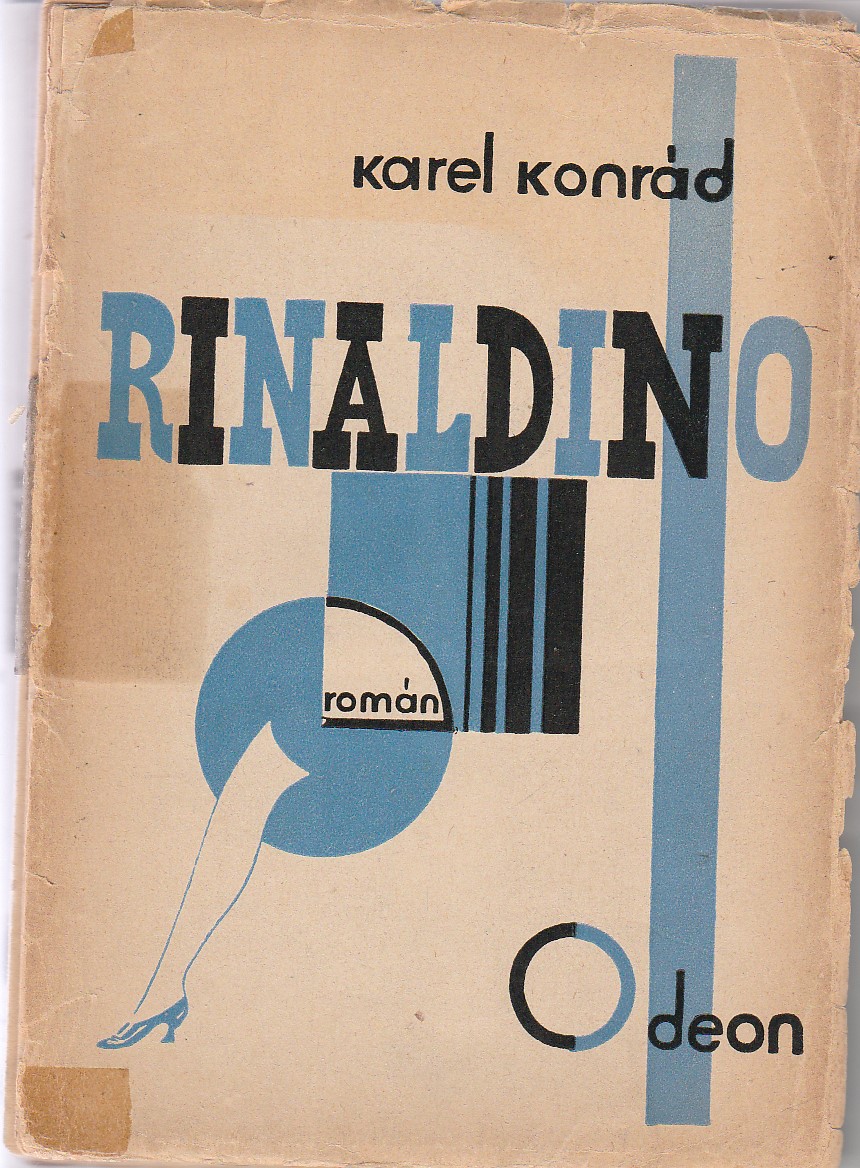 Karel Konrád
RINALDINO
román
Odeon